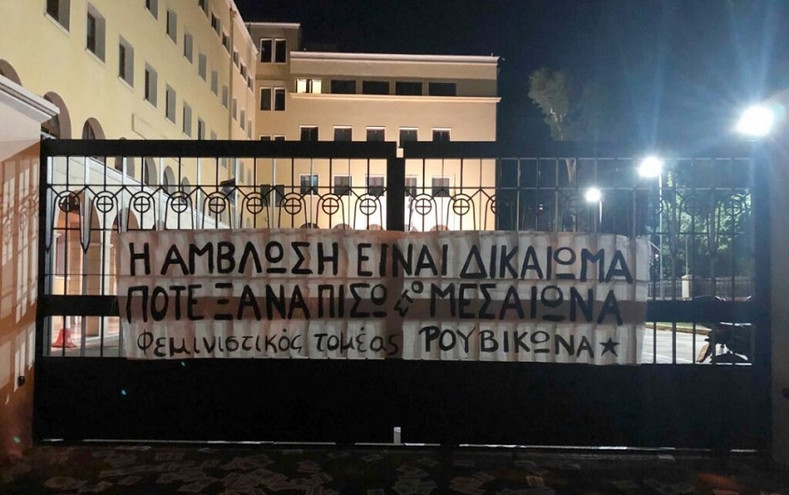 Η ΑΜΒΛΩΣΗ ΕΙΝΑΙ ΔΙΚΑΙΩΜΑ
ΠΟΤΕ ΞΑΝΑ ΠΙΣΩ ΣΤΟ ΜΕΣΑΙΩΝΑ
Φεμινιστικός τομέας ΡΟΥΒΙΚΩΝΑ★